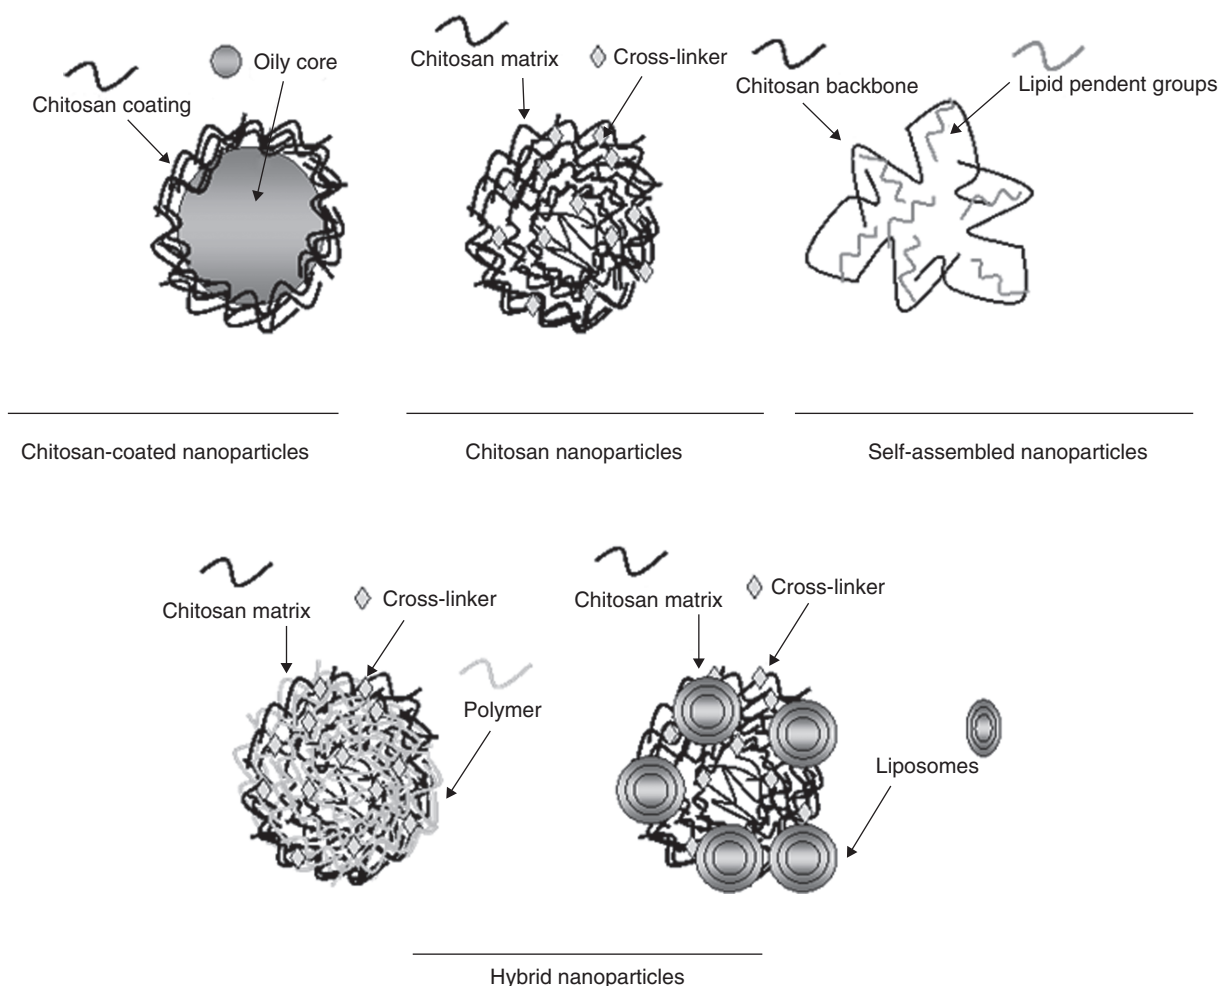 Chitosan coating
Oily core
Chitosan matrix
Cross-linker
Chitosan backbone
Lipid pendent groups
Chitosan-coated nanoparticles
Chitosan nanoparticles
Self-assembled nanoparticles
Chitosan matrix
Cross-linker
Polymer
Chitosan matrix
Cross-linker
Liposomes
Hybrid nanoparticles